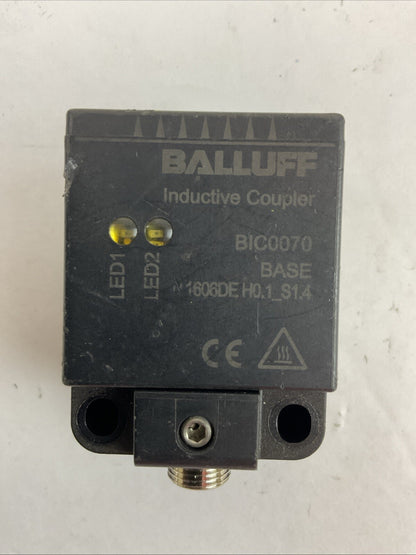 BALLUFF
Inductive Coupler
BIC0070
BASE
1606DE H0.1_S1.4
LED1
LED2
CE